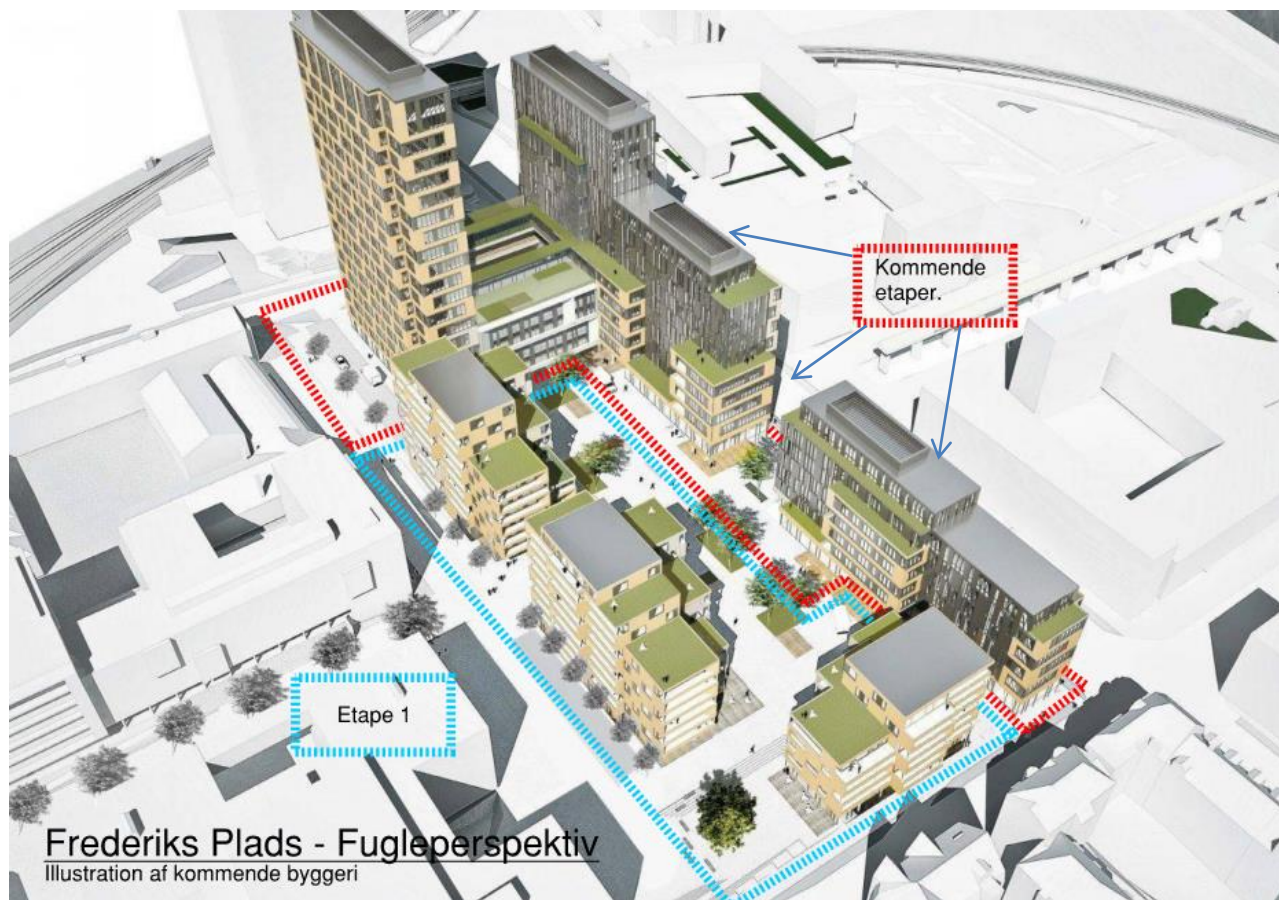 Kommende
etaper.
Etape 1
Frederiks Plads - Fugleperspektiv
Illustration af kommende byggeri